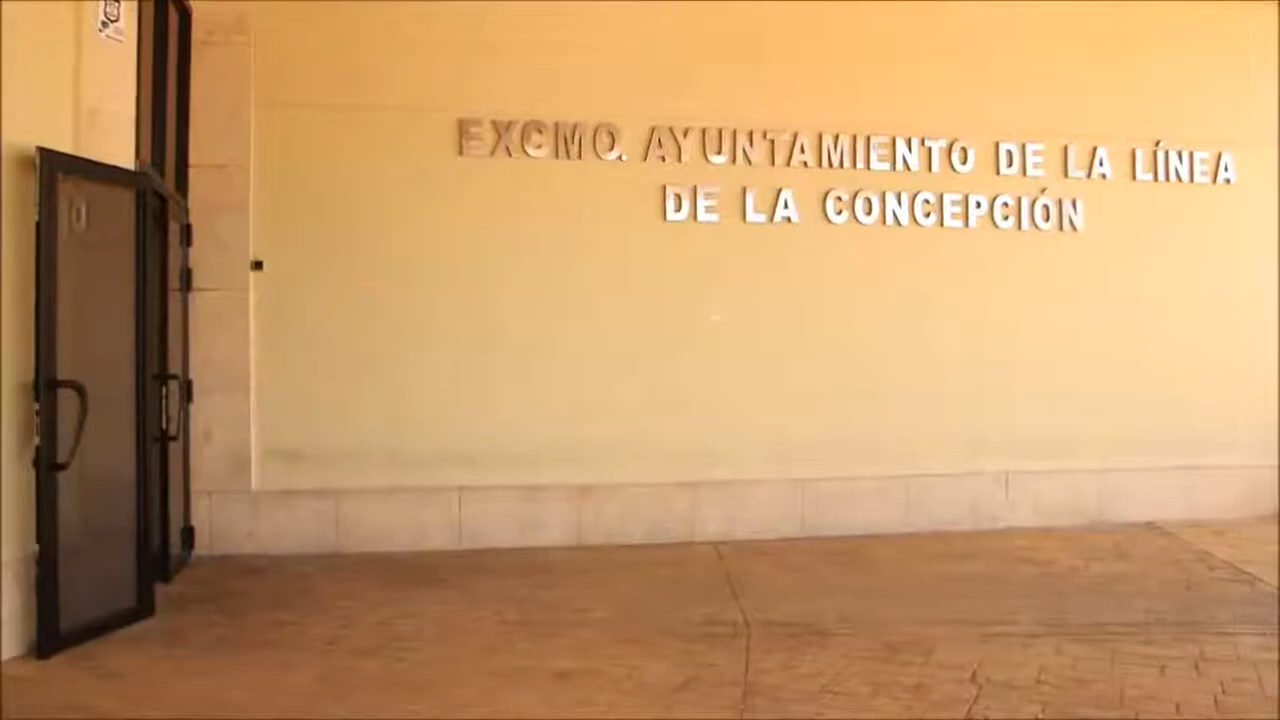 EXCMO. AYUNTAMIENTO DE LA LÍNEA
DE LA CONCEPCIÓN